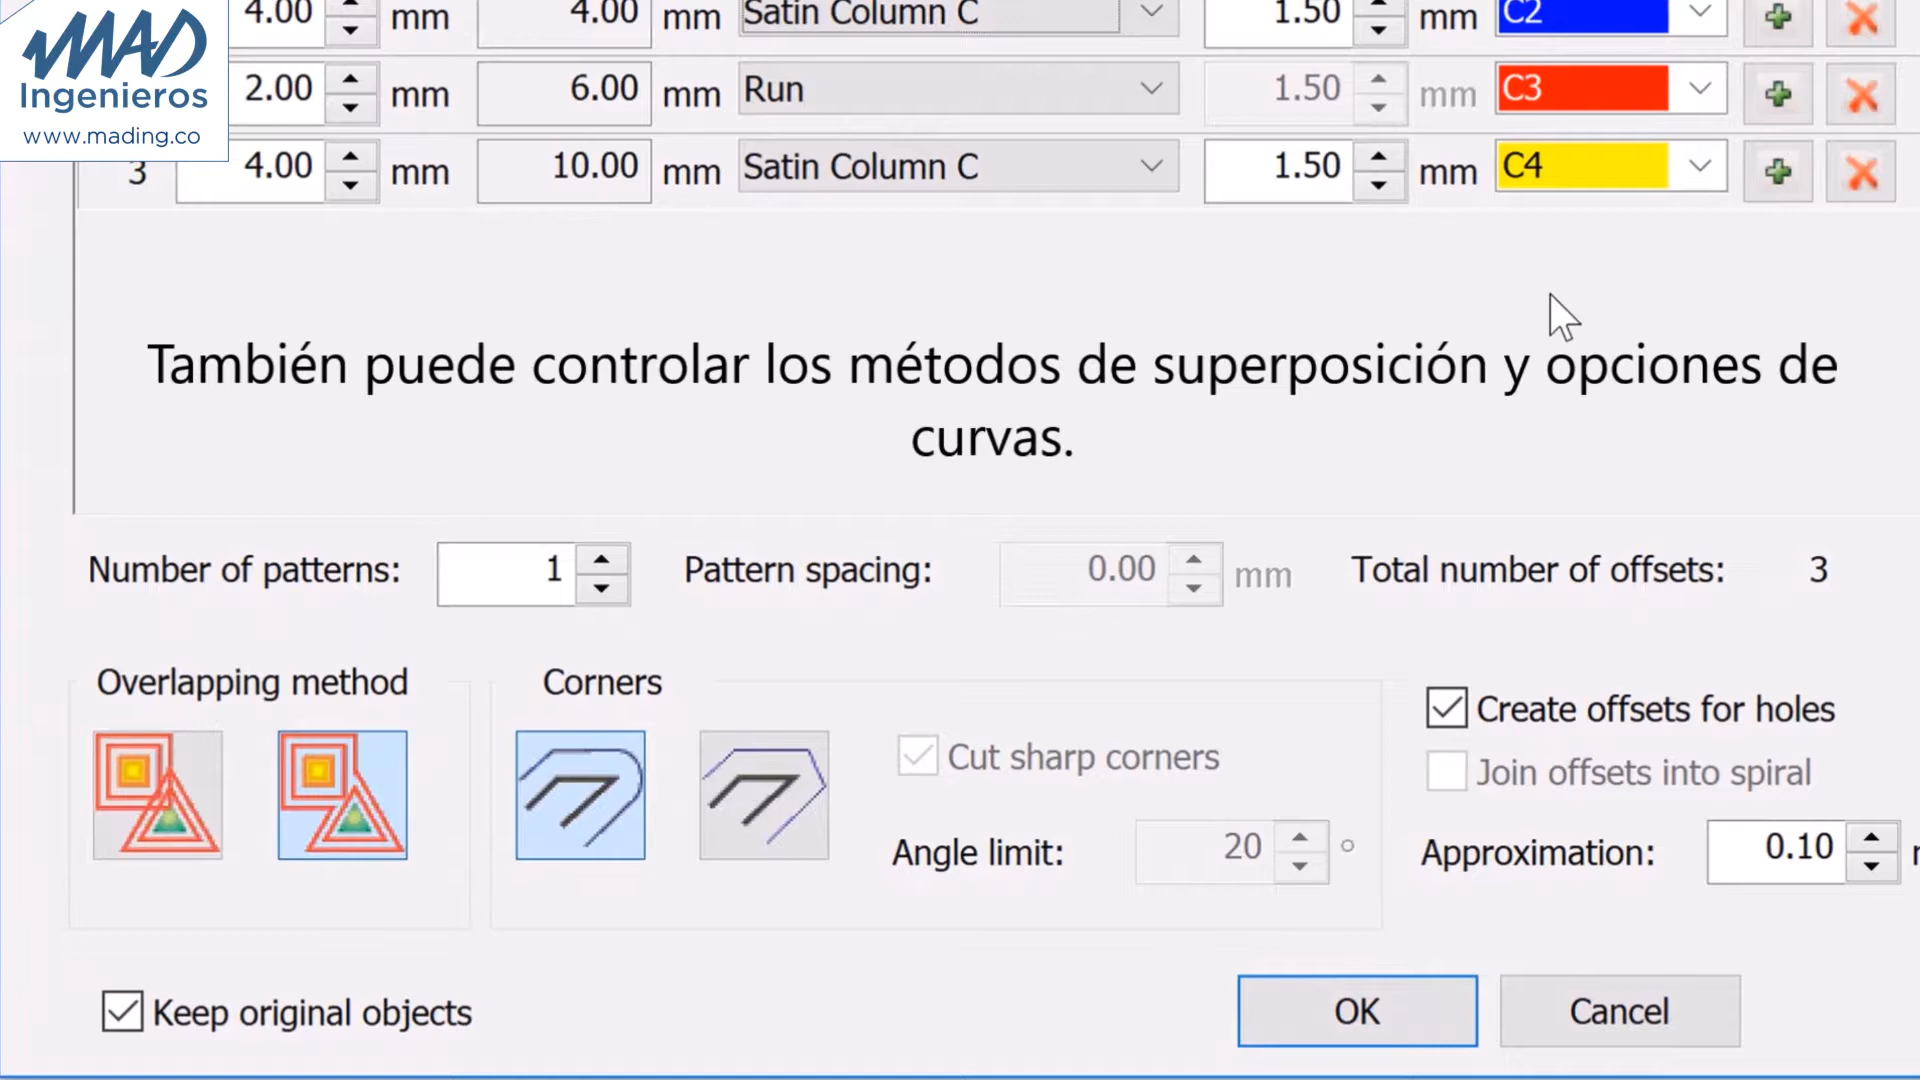 MAD
Ingenieros
www.mading.co
4.00 mm 4.00 mm Satin Column C 1.50 mm C2
2.00 mm 6.00 mm Run 1.50 mm C3
3 4.00 mm 10.00 mm Satin Column C 1.50 mm C4
También puede controlar los métodos de superposición y opciones de
curvas.
Number of patterns: 1 Pattern spacing: 0.00 mm Total number of offsets: 3
Overlapping method Corners
Create offsets for holes
Cut sharp corners
Join offsets into spiral
Angle limit: 20 ° Approximation: 0.10
Keep original objects
OK Cancel